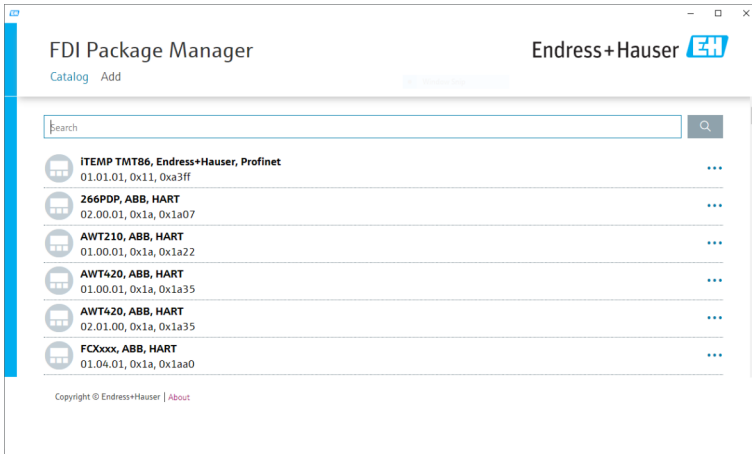 EH
FDI Package Manager
Endress+Hauser EH
Catalog Add
Search
iTEMP TMT86, Endress+Hauser, Profinet
01.01.01, 0x11, 0xa3ff
266PDP, ABB, HART
02.00.01, 0x1a, 0x1a07
AWT210, ABB, HART
01.00.01, 0x1a, 0x1a22
AWT420, ABB, HART
01.00.01, 0x1a, 0x1a35
AWT420, ABB, HART
02.01.00, 0x1a, 0x1a35
FCXxxx, ABB, HART
01.04.01, 0x1a, 0x1aa0
Copyright © Endress+Hauser | About